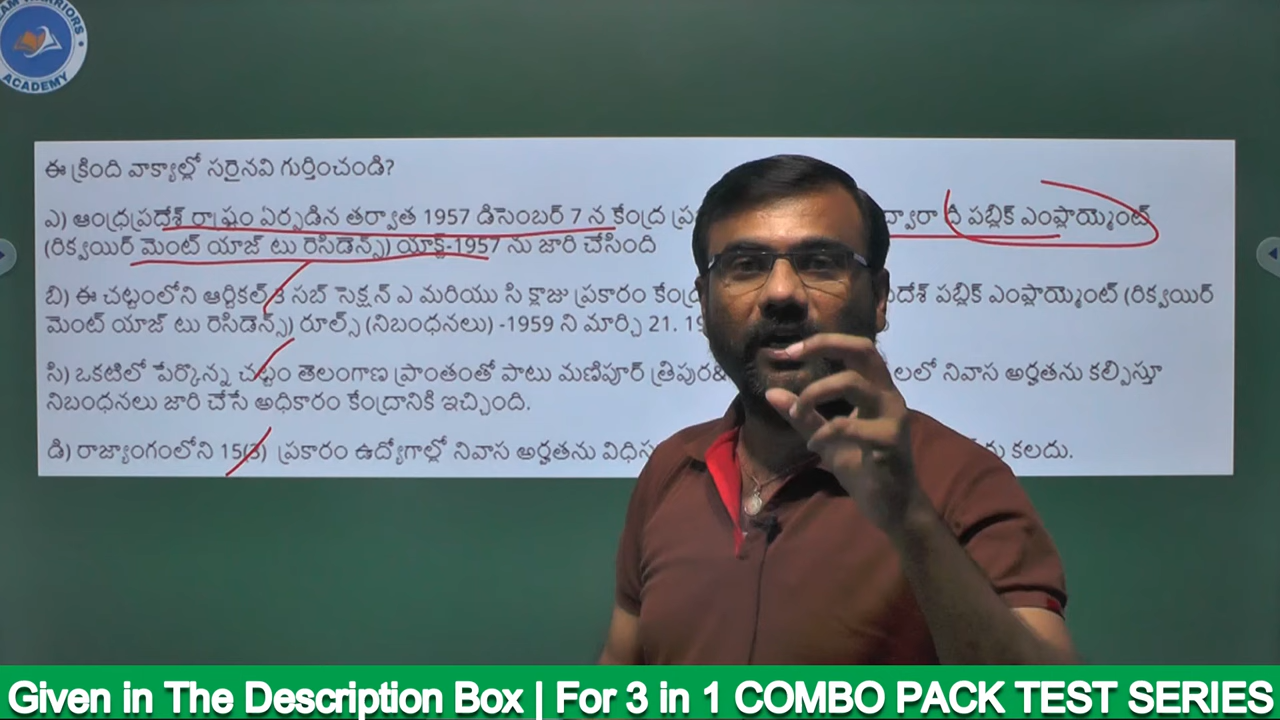 WARRIORS
ACADEMY
ఈ క్రింది వాక్యాల్లో సరైనవి గుర్తించండి?
ఎ) ఆంధ్రప్రదేశ్ రాష్ట్రం ఏర్పడిన తర్వాత 1957 డిసెంబర్ 7 న కేంద్ర దీ పబ్లిక్ ఎంప్లాయ్మెంట్
(రిక్వయిర్ మెంట్ యాజ్ టు రెసిడెన్స్) యాక్ట్-1957 ను జారి చేసింది
బి) ఈ చట్టంలోని ఆర్టికల్ 3 సబ్ సెక్షన్ ఎ మరియు సి క్లాజు ప్రకారం పబ్లిక్ ఎంప్లాయ్మెంట్ (రిక్వయిర్
మెంట్ యాజ్ టు రెసిడెన్స్) రూల్స్ (నిబంధనలు) -1959 ని మార్చి 21.
సి) ఒకటిలో పేర్కొన్న చట్టం తెలంగాణ ప్రాంతంతో పాటు మణిపూర్ త్రిపుర& నివాస అర్హతను కల్పిస్తూ
నిబంధనలు జారి చేసే అధికారం కేంద్రానికి ఇచ్చింది.
డి) రాజ్యాంగంలోని 15(3) ప్రకారం ఉద్యోగాల్లో నివాస అర్హతను కలదు.
Given in The Description Box | For 3 in 1 COMBO PACK TEST SERIES